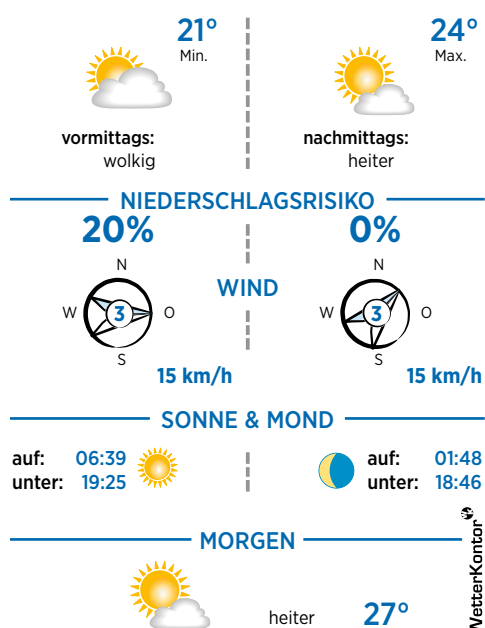 21° 24°
Min. Max.
vormittags: nachmittags:
wolkig heiter
NIEDERSCHLAGSRISIKO
20% 0%
N N
WIND
W 3 O W 3 O
S S
15 km/h 15 km/h
SONNE & MOND
auf: 06:39 auf: 01:48
unter: 19:25 unter: 18:46
MORGEN
heiter 27°
WetterKontor